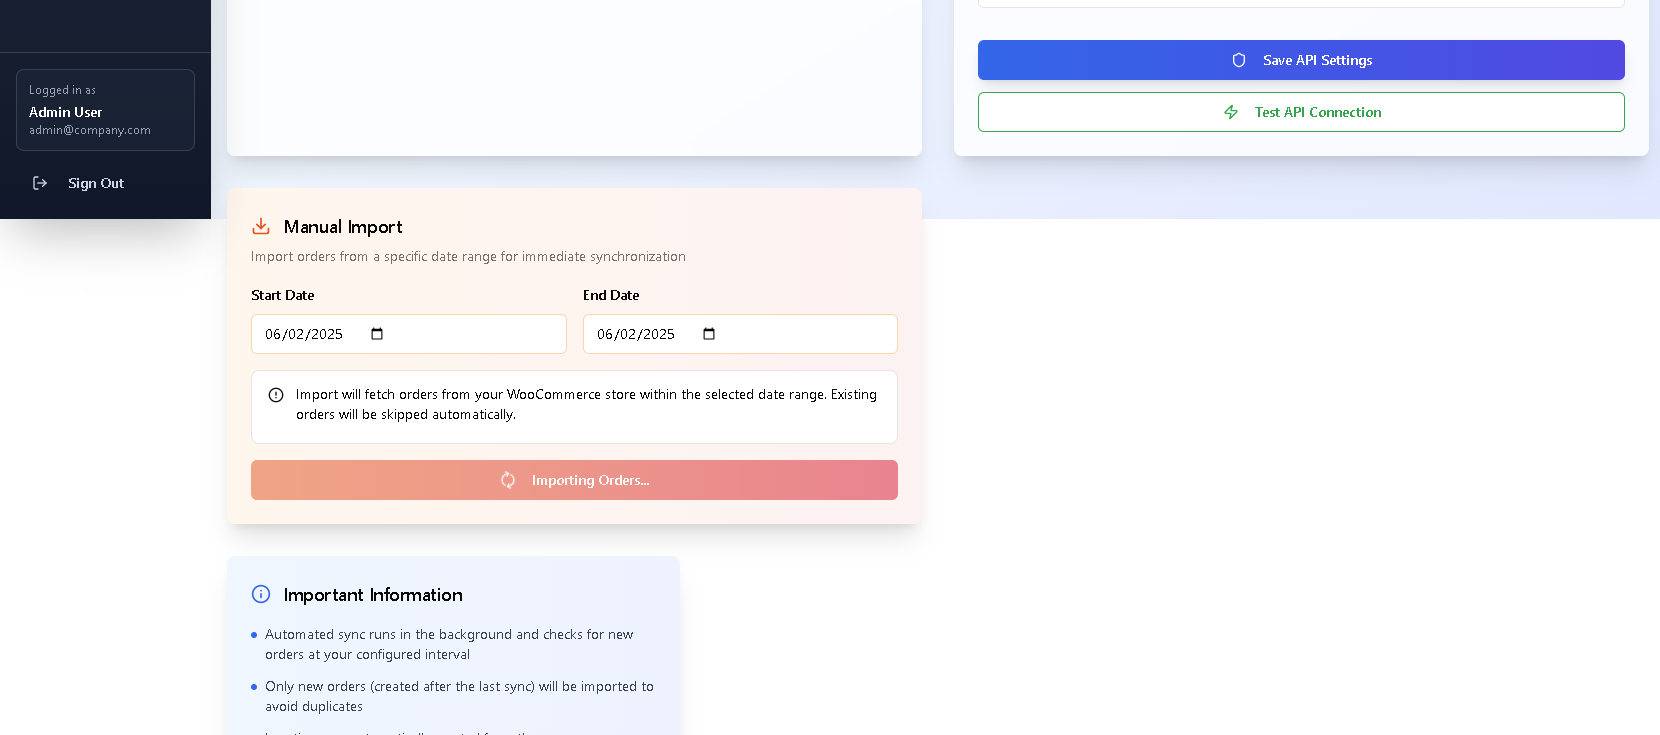 Save API Settings
Test API Connection
Logged in as
Admin User
admin@company.com
Sign Out
Manual Import
Import orders from a specific date range for immediate synchronization
Start Date
End Date
06/02/2025
06/02/2025
Import will fetch orders from your WooCommerce store within the selected date range. Existing
orders will be skipped automatically.
Importing Orders...
Important Information
Automated sync runs in the background and checks for new
orders at your configured interval
Only new orders (created after the last sync) will be imported to
avoid duplicates